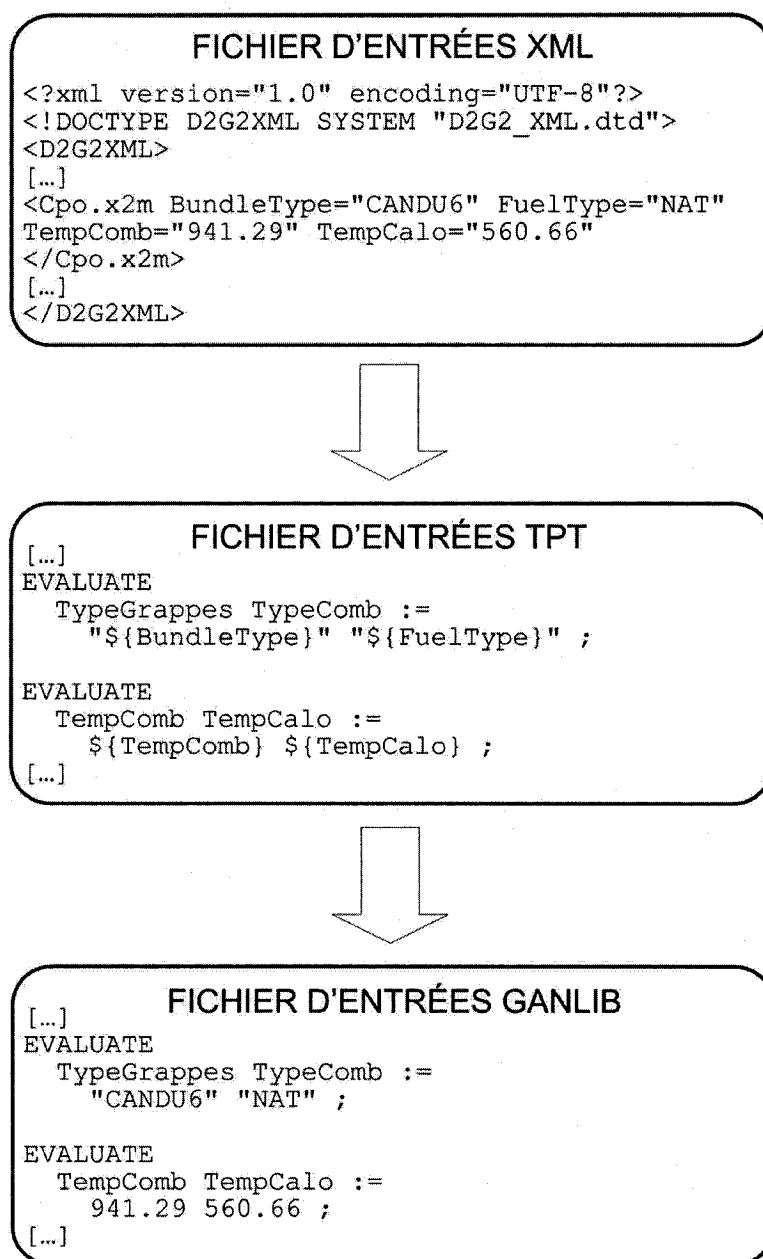 FICHIER D'ENTRÉES XML
<?xml version="1.0" encoding="UTF-8"?>
<!DOCTYPE D2G2XML SYSTEM "D2G2_XML.dtd">
<D2G2XML>
[…]
<Cpo.x2m BundleType="CANDU6" FuelType="NAT"
TempComb="941.29" TempCalo="560.66"
</Cpo.x2m>
[…]
</D2G2XML>
FICHIER D'ENTRÉES TPT
[…]
EVALUATE
TypeGrappes TypeComb :=
"${BundleType}" "${FuelType}" ;
EVALUATE
TempComb TempCalo :=
${TempComb} ${TempCalo} ;
[…]
FICHIER D'ENTRÉES GANLIB
[…]
EVALUATE
TypeGrappes TypeComb :=
"CANDU6" "NAT" ;
EVALUATE
TempComb TempCalo :=
941.29 560.66 ;
[…]